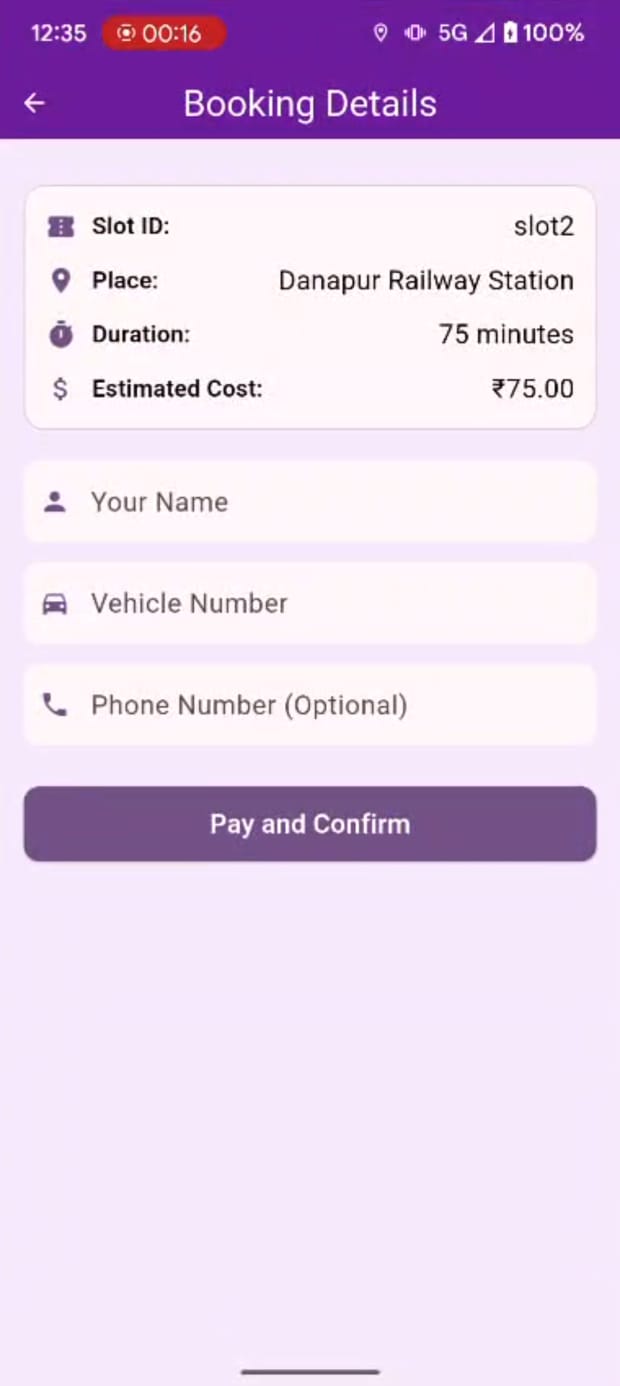 12:35 00:16 5G 100%
Booking Details
Slot ID: slot2
Place: Danapur Railway Station
Duration: 75 minutes
$ Estimated Cost: ₹75.00
Your Name
Vehicle Number
Phone Number (Optional)
Pay and Confirm